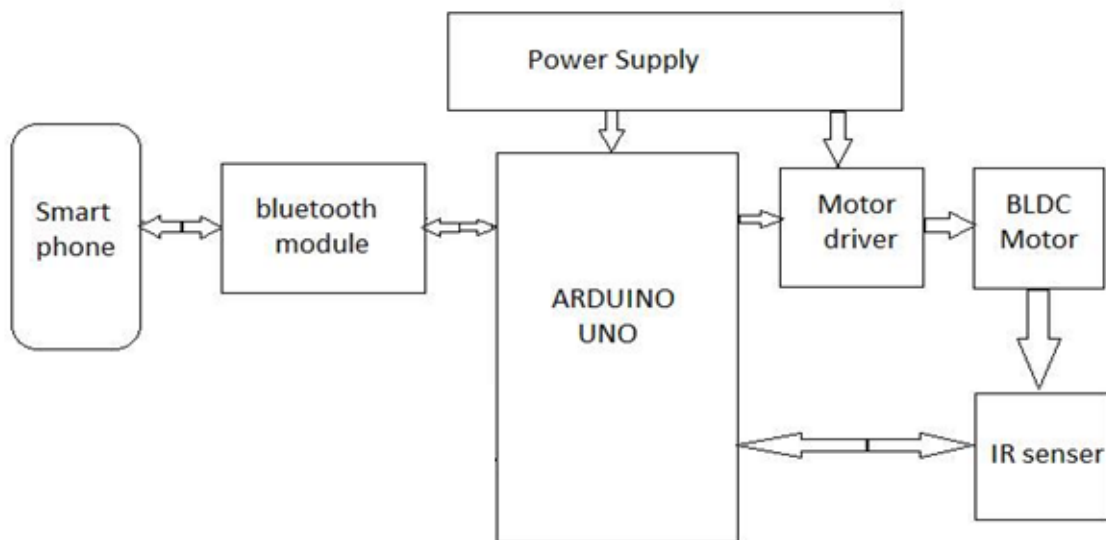 Power Supply
Smart
phone
bluetooth
module
ARDUINO
UNO
Motor
driver
BLDC
Motor
IR senser